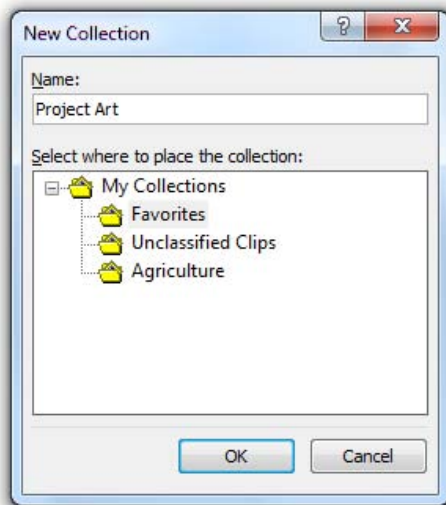 New Collection
Name:
Project Art
Select where to place the collection:
My Collections
Favorites
Unclassified Clips
Agriculture
OK
Cancel